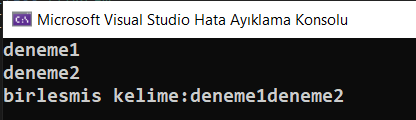 Microsoft Visual Studio Hata Ayıklama Konsolu
deneme1
deneme2
birlesmis kelime:deneme1deneme2